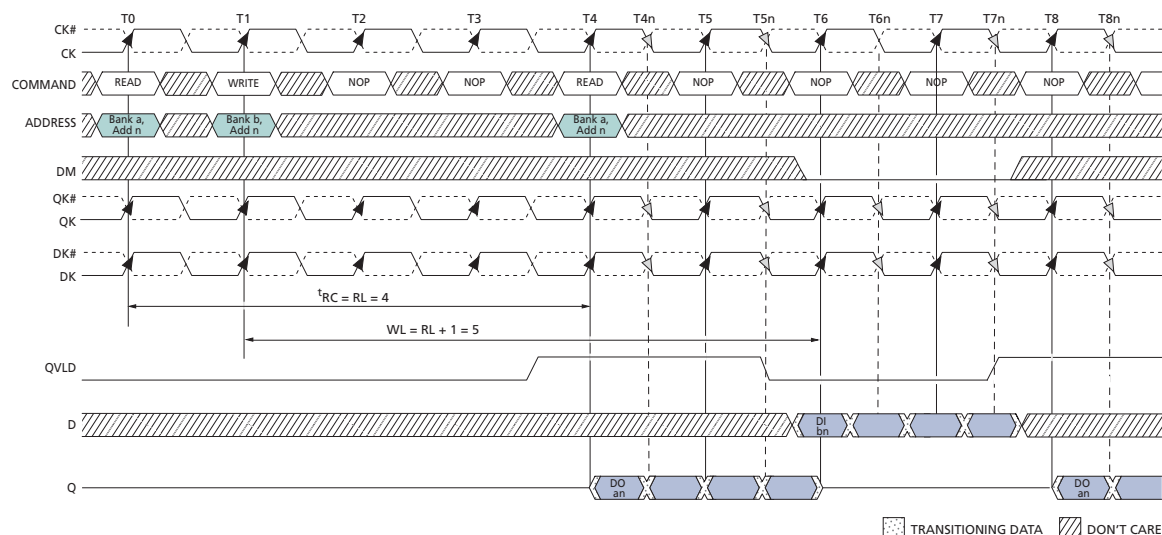 T0 T1 T2 T3 T4 T4n T5 T5n T6 T6n T7 T7n T8 T8n
CK#
CK
COMMAND READ WRITE NOP NOP READ NOP NOP NOP NOP
ADDRESS Bank a, Add n Bank b, Add n Bank a, Add n
DM
QK#
QK
DK#
DK
tRC = RL = 4
WL = RL + 1 = 5
QVLD
D DI bn
Q DO an DO an
TRANSITIONING DATA DON'T CARE